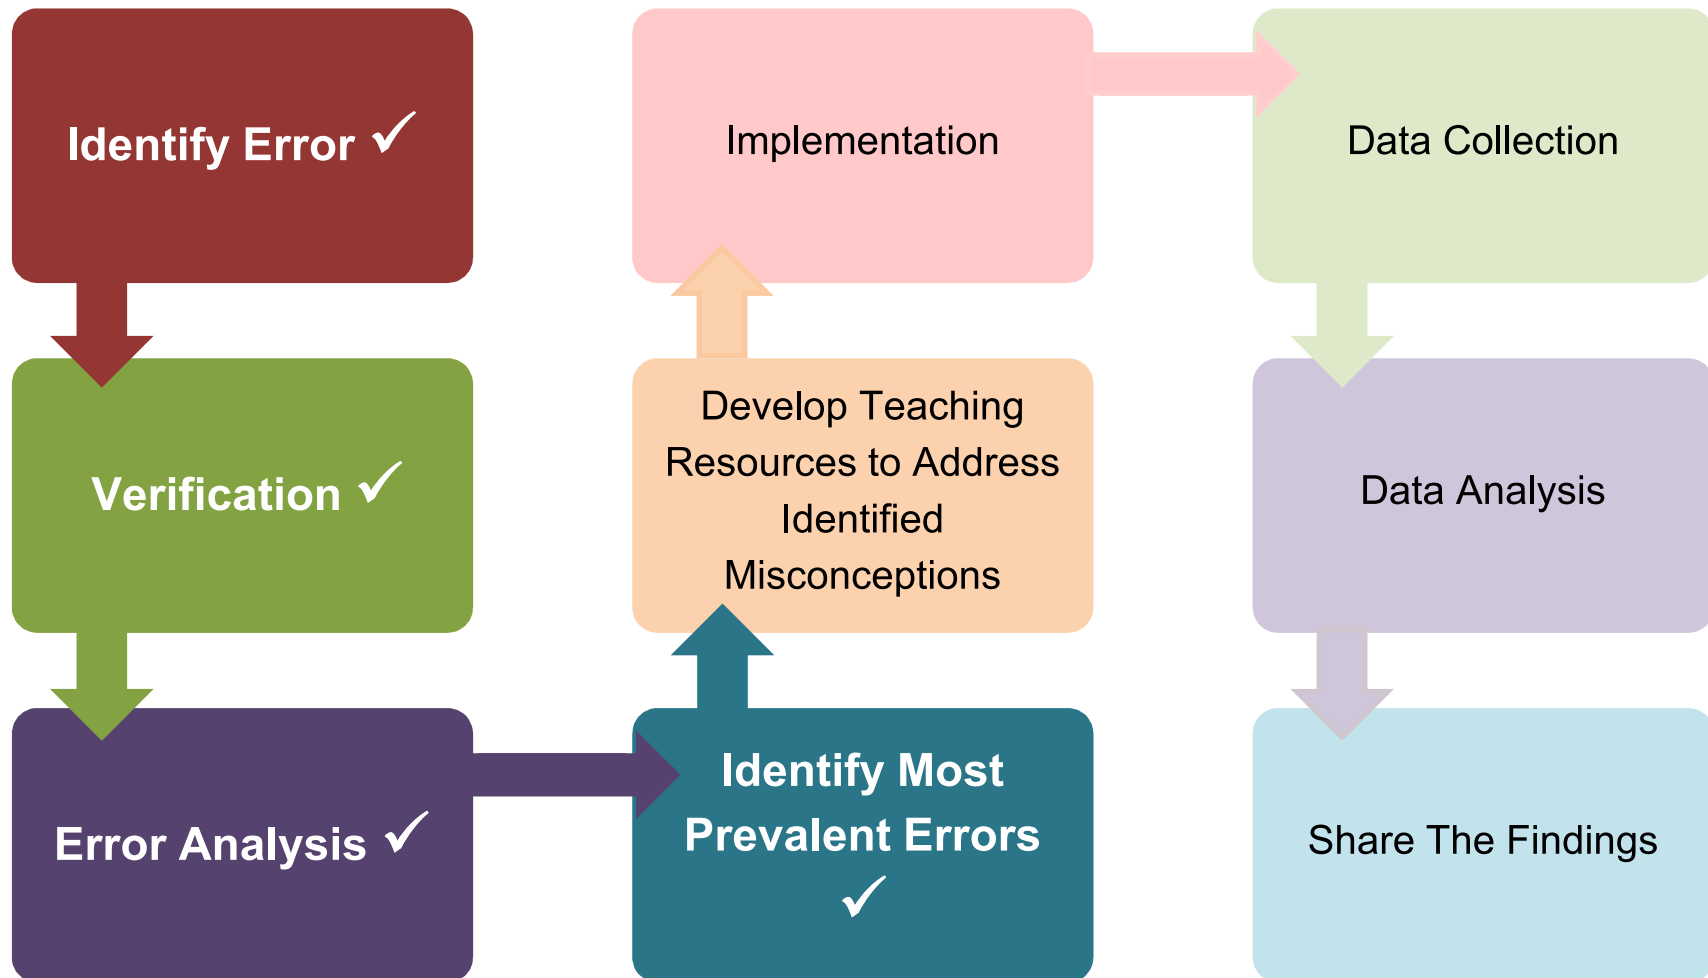 Identify Error ✓
Verification ✓
Error Analysis ✓
Identify Most
Prevalent Errors
✓
Develop Teaching
Resources to Address
Identified
Misconceptions
Implementation
Data Collection
Data Analysis
Share The Findings